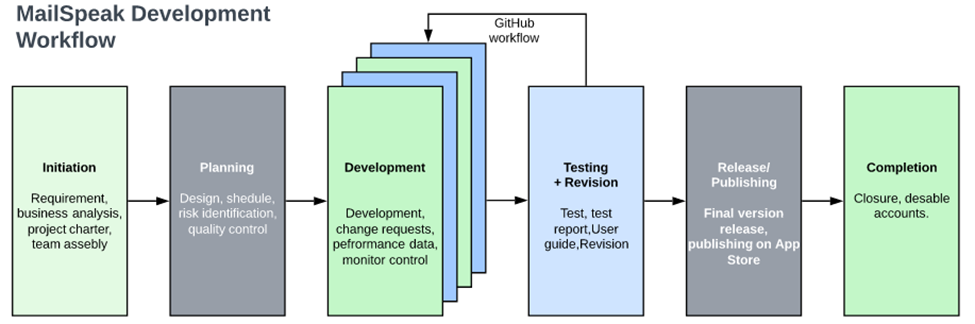 MailSpeak Development
Workflow
GitHub
workflow
Initiation
Requirement,
business analysis,
project charter,
team assebly
Planning
Design, shedule,
risk identification,
quality control
Development
Development,
change requests,
pefrormance data,
monitor control
Testing
+ Revision
Test, test
report,User
guide,Revision
Release/
Publishing
Final version
release,
publishing on App
Store
Completion
Closure, desable
accounts.